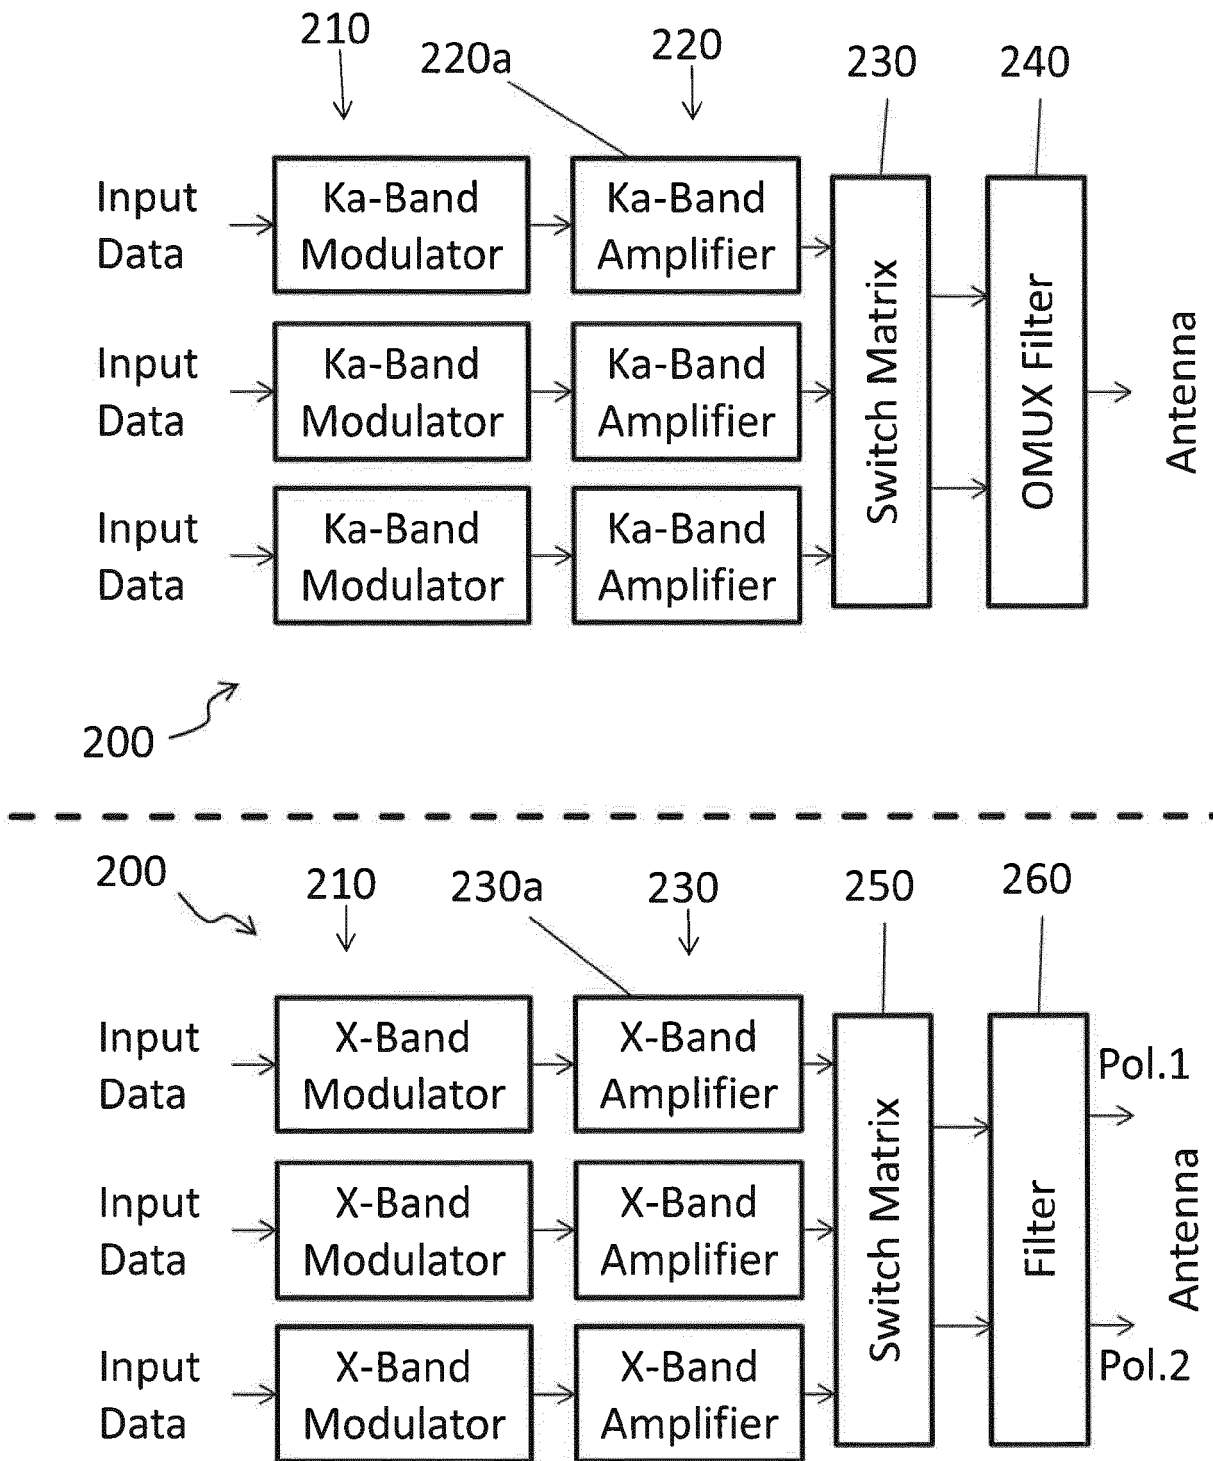 210
220a
220
230
240
Input
Data
Ka-Band
Modulator
Ka-Band
Amplifier
Input
Data
Ka-Band
Modulator
Ka-Band
Amplifier
Input
Data
Ka-Band
Modulator
Ka-Band
Amplifier
Switch Matrix
OMUX Filter
Antenna
200
200
210
230a
230
250
260
Input
Data
X-Band
Modulator
X-Band
Amplifier
Input
Data
X-Band
Modulator
X-Band
Amplifier
Input
Data
X-Band
Modulator
X-Band
Amplifier
Switch Matrix
Filter
Pol.1
Antenna
Pol.2